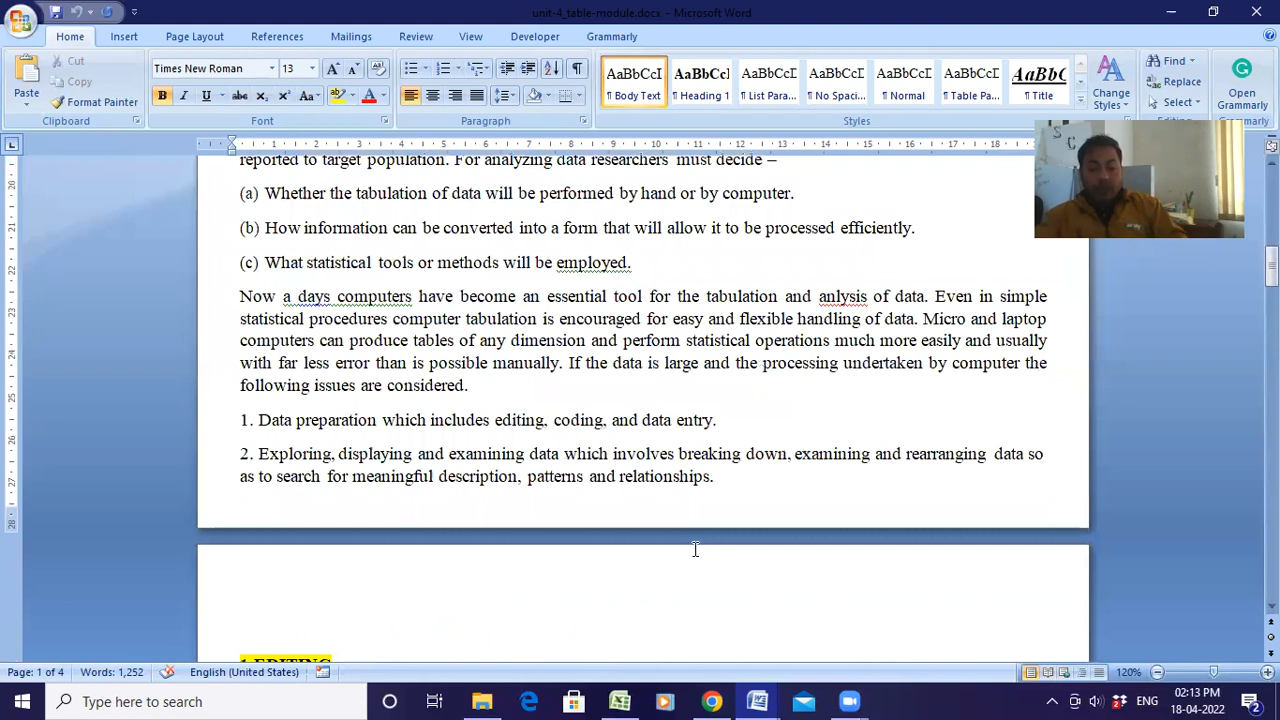 unit-4_table-module.docx - Microsoft Word
Home Insert Page Layout References Mailings Review View Developer Grammarly
Cut
Copy
Format Painter
Paste
Clipboard
Times New Roman 13
Font
Paragraph
AaBbCcI AaBbCcI AaBbCcI AaBbCcI AaBbCcI AaBbCcI AaBbC
¶ Body Text ¶ Heading 1 ¶ List Para... ¶ No Spaci... ¶ Normal ¶ Table Pa... ¶ Title
Change Styles
Styles
Find
Replace
Select
Editing
Open Grammarly
Grammarly
reported to target population. For analyzing data researchers must decide –
(a) Whether the tabulation of data will be performed by hand or by computer.
(b) How information can be converted into a form that will allow it to be processed efficiently.
(c) What statistical tools or methods will be employed.
Now a days computers have become an essential tool for the tabulation and anlysis of data. Even in simple
statistical procedures computer tabulation is encouraged for easy and flexible handling of data. Micro and laptop
computers can produce tables of any dimension and perform statistical operations much more easily and usually
with far less error than is possible manually. If the data is large and the processing undertaken by computer the
following issues are considered.
1. Data preparation which includes editing, coding, and data entry.
2. Exploring, displaying and examining data which involves breaking down, examining and rearranging data so
as to search for meaningful description, patterns and relationships.
1 EDITING
Page: 1 of 4 Words: 1,252 English (United States) 120%
Type here to search
ENG
02:13 PM
18-04-2022